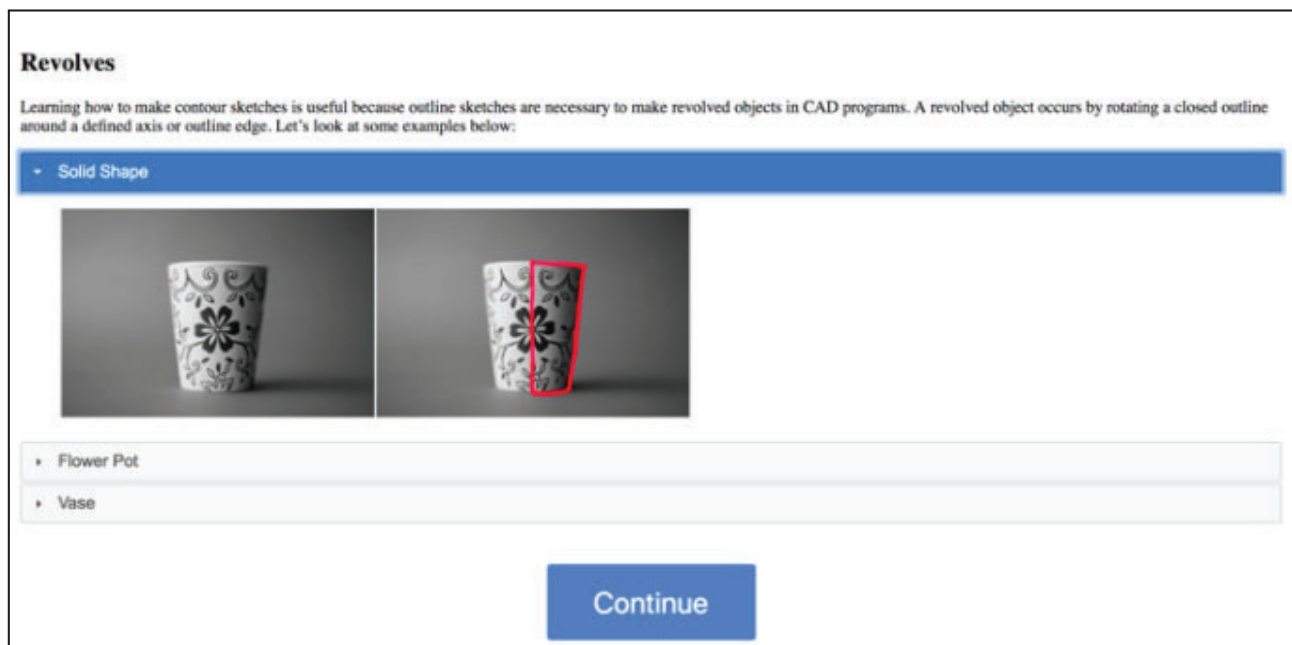 Revolves
Learning how to make contour sketches is useful because outline sketches are necessary to make revolved objects in CAD programs. A revolved object occurs by rotating a closed outline
around a defined axis or outline edge. Let's look at some examples below:
Solid Shape
Flower Pot
Vase
Continue